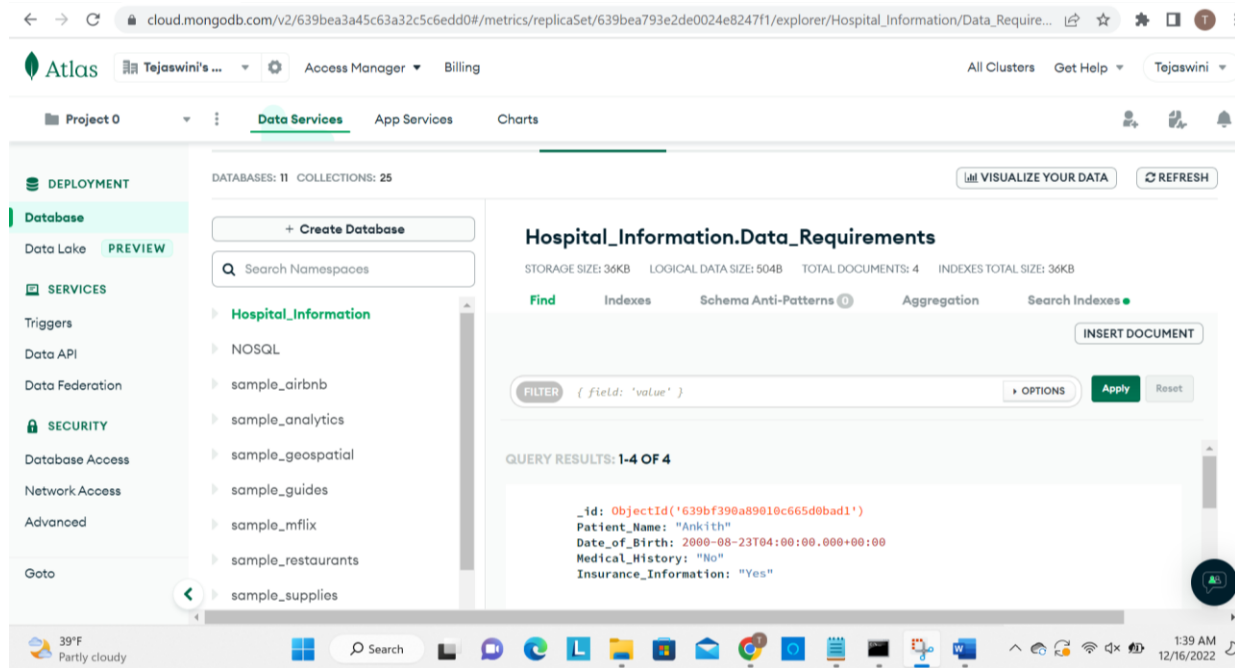 cloud.mongodb.com/v2/639bea3a45c63a32c5c6edd0#/metrics/replicaSet/639bea793e2de0024e8247f1/explorer/Hospital_Information/Data_Require...
T
Atlas
Tejaswini's ...
Access Manager
Billing
All Clusters
Get Help
Tejaswini
Project 0
Data Services
App Services
Charts
DEPLOYMENT
Database
Data Lake PREVIEW
SERVICES
Triggers
Data API
Data Federation
SECURITY
Database Access
Network Access
Advanced
Goto
DATABASES: 11 COLLECTIONS: 25
VISUALIZE YOUR DATA
REFRESH
+ Create Database
Search Namespaces
Hospital_Information
NOSQL
sample_airbnb
sample_analytics
sample_geospatial
sample_guides
sample_mflix
sample_restaurants
sample_supplies
Hospital_Information.Data_Requirements
STORAGE SIZE: 36KB LOGICAL DATA SIZE: 504B TOTAL DOCUMENTS: 4 INDEXES TOTAL SIZE: 36KB
Find Indexes Schema Anti-Patterns 0 Aggregation Search Indexes
INSERT DOCUMENT
FILTER { field: 'value' } OPTIONS Apply Reset
QUERY RESULTS: 1-4 OF 4
_id: ObjectId('639bf390a89010c665d0bad1')
Patient_Name: "Ankith"
Date_of_Birth: 2000-08-23T04:00:00.000+00:00
Medical_History: "No"
Insurance_Information: "Yes"
39°F
Partly cloudy
Search
1:39 AM
12/16/2022